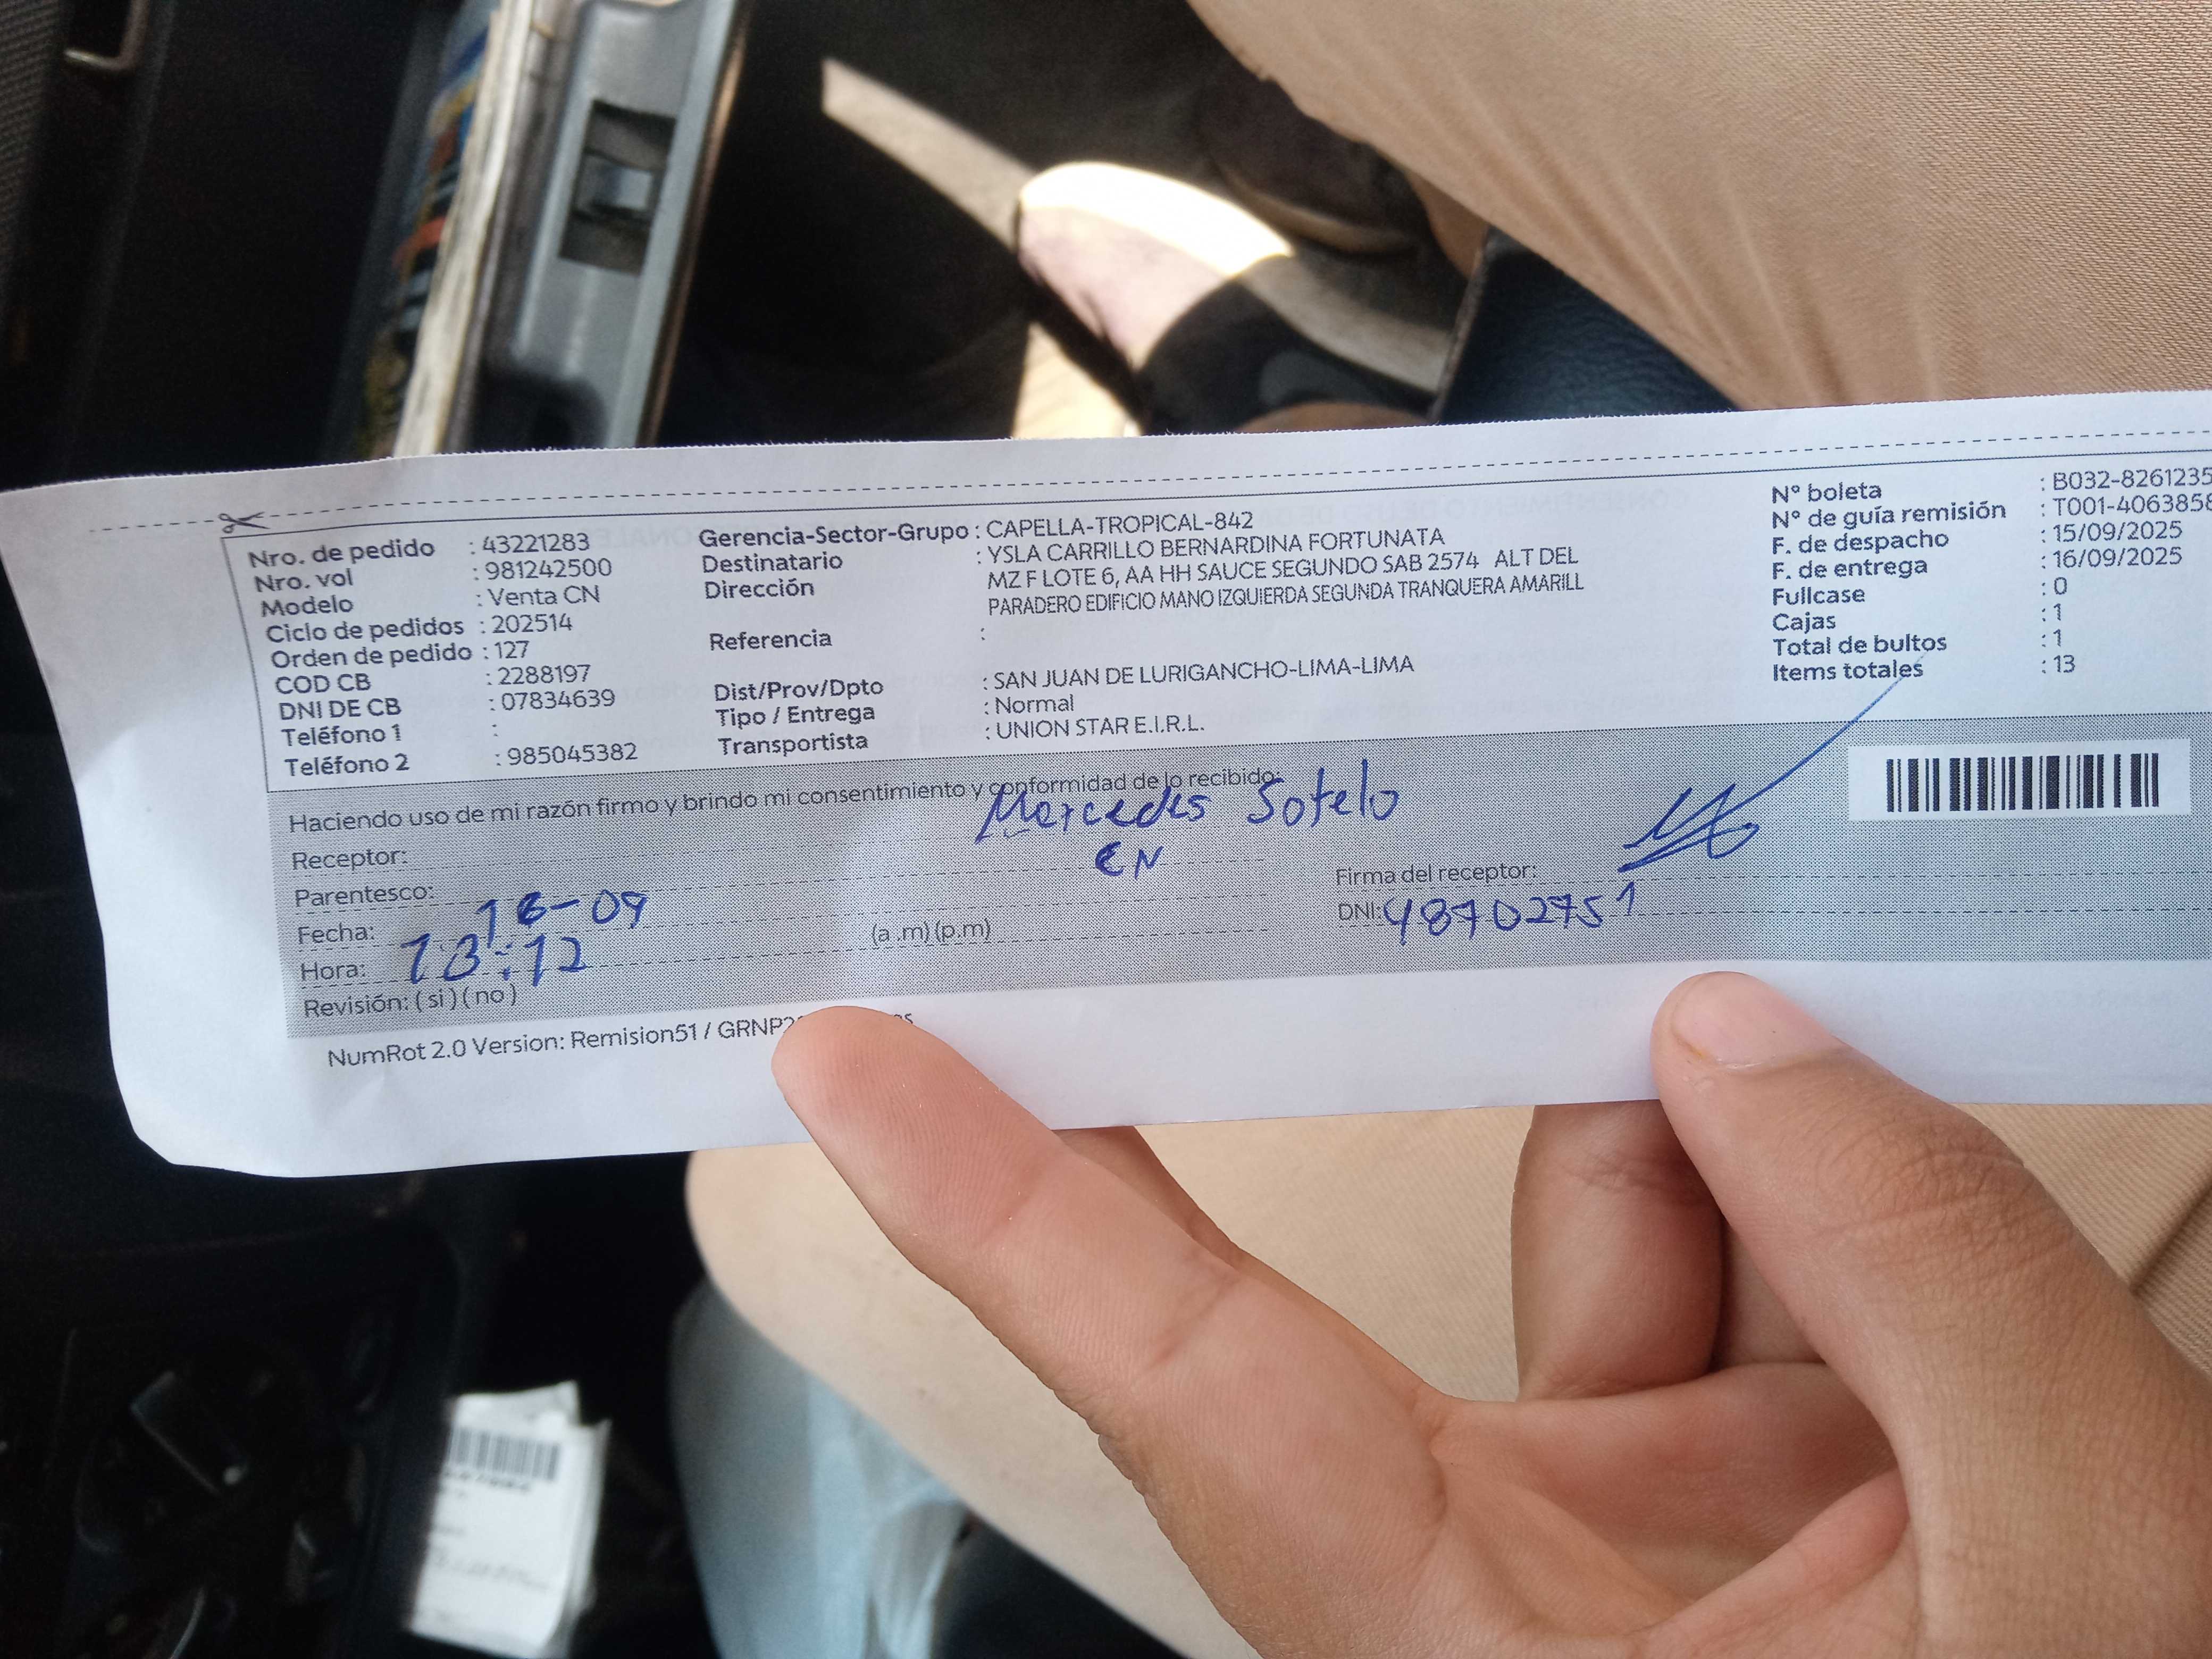 Nro. de pedido : 43221283
Nro. vol : 981242500
Modelo : Venta CN
Ciclo de pedidos : 202514
Orden de pedido : 127
COD CB : 2288197
DNI DE CB : 07834639
Teléfono 1 :
Teléfono 2 : 985045382
Gerencia-Sector-Grupo : CAPELLA-TROPICAL-842
Destinatario : YSLA CARRILLO BERNARDINA FORTUNATA
Dirección MZ F LOTE 6, AA HH SAUCE SEGUNDO SAB 2574 ALT DEL
PARADERO EDIFICIO MANO IZQUIERDA SEGUNDA TRANQUERA AMARILL
Referencia :
Dist/Prov/Dpto : SAN JUAN DE LURIGANCHO-LIMA-LIMA
Tipo / Entrega : Normal
Transportista : UNION STAR E.I.R.L.
Nº boleta : B032-8261235
Nº de guía remisión : T001-4063858
F. de despacho : 15/09/2025
F. de entrega : 16/09/2025
Fullcase : 0
Cajas : 1
Total de bultos : 1
Items totales : 13
Haciendo uso de mi razón firmo y brindo mi consentimiento y conformidad de lo recibido:
Receptor: Mercedes Sotelo
Parentesco: CN
Firma del receptor:
Fecha: 16-09
DNI: 48702751
Hora: 13:12 (a.m)(p.m)
Revisión: (si)(no)
NumRot 2.0 Version: Remision51 /